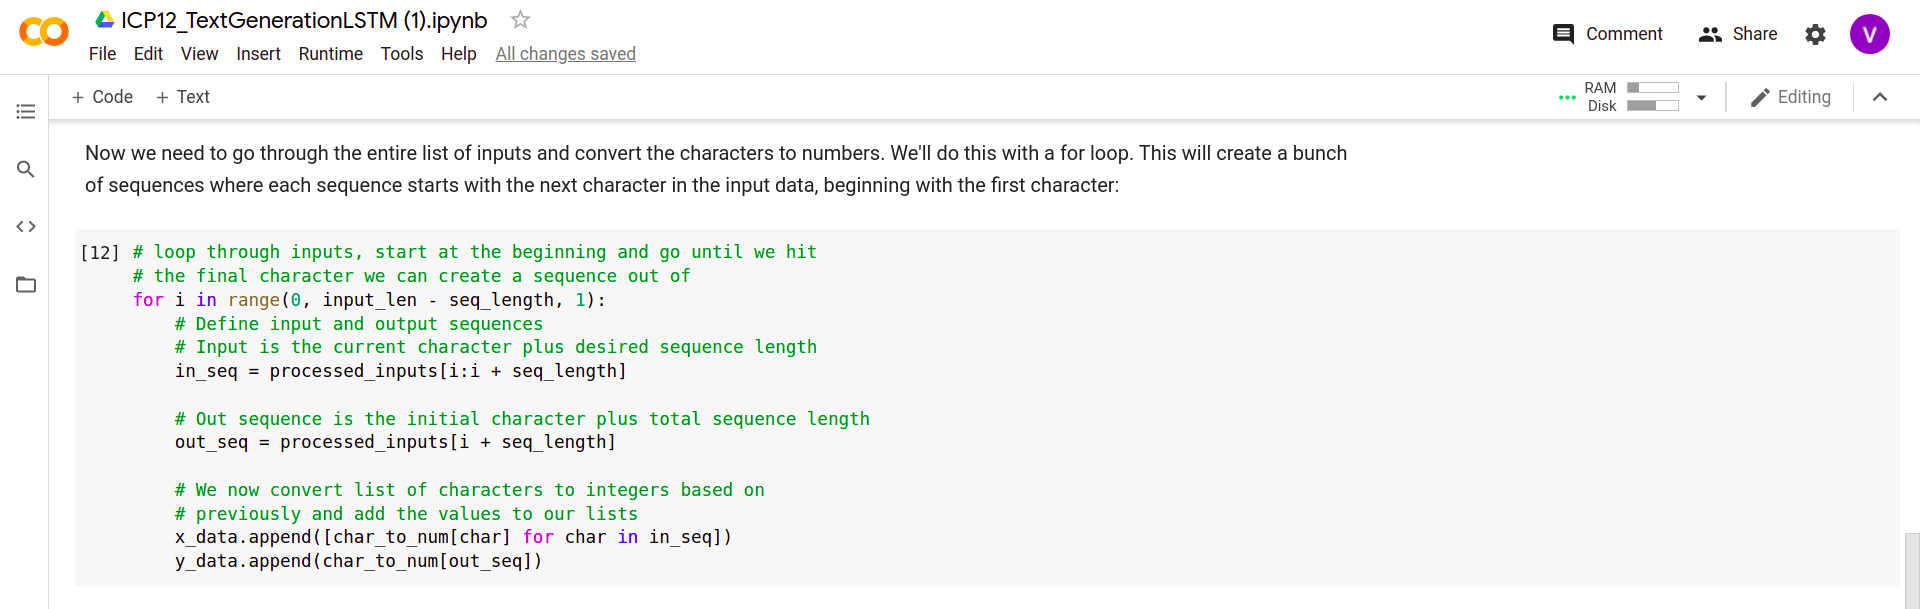 ICP12_TextGenerationLSTM (1).ipynb
File Edit View Insert Runtime Tools Help All changes saved
Comment Share V
+ Code + Text
RAM
Disk
Editing
Now we need to go through the entire list of inputs and convert the characters to numbers. We'll do this with a for loop. This will create a bunch
of sequences where each sequence starts with the next character in the input data, beginning with the first character:
[12] # loop through inputs, start at the beginning and go until we hit
# the final character we can create a sequence out of
for i in range(0, input_len - seq_length, 1):
    # Define input and output sequences
    # Input is the current character plus desired sequence length
    in_seq = processed_inputs[i:i + seq_length]
    # Out sequence is the initial character plus total sequence length
    out_seq = processed_inputs[i + seq_length]
    # We now convert list of characters to integers based on
    # previously and add the values to our lists
    x_data.append([char_to_num[char] for char in in_seq])
    y_data.append(char_to_num[out_seq])